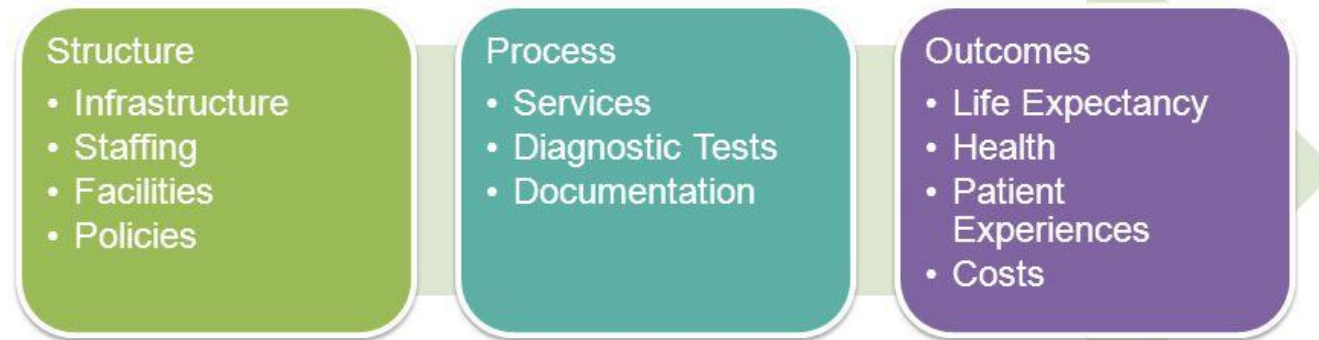 Structure
• Infrastructure
• Staffing
• Facilities
• Policies
Process
• Services
• Diagnostic Tests
• Documentation
Outcomes
• Life Expectancy
• Health
• Patient
Experiences
• Costs